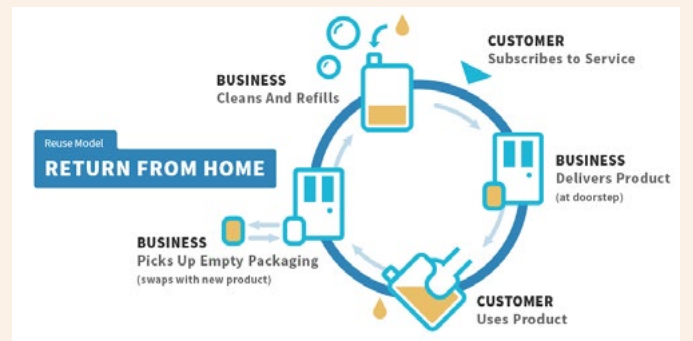 Reuse Model
RETURN FROM HOME
CUSTOMER
Subscribes to Service
BUSINESS
Delivers Product
(at doorstep)
CUSTOMER
Uses Product
BUSINESS
Picks Up Empty Packaging
(swaps with new product)
BUSINESS
Cleans And Refills